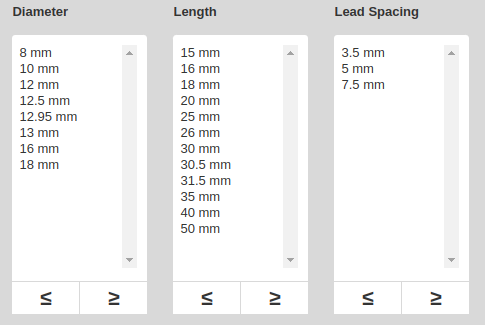 Diameter
8 mm
10 mm
12 mm
12.5 mm
12.95 mm
13 mm
16 mm
18 mm
≤ ≥
Length
15 mm
16 mm
18 mm
20 mm
25 mm
26 mm
30 mm
30.5 mm
31.5 mm
35 mm
40 mm
50 mm
≤ ≥
Lead Spacing
3.5 mm
5 mm
7.5 mm
≤ ≥